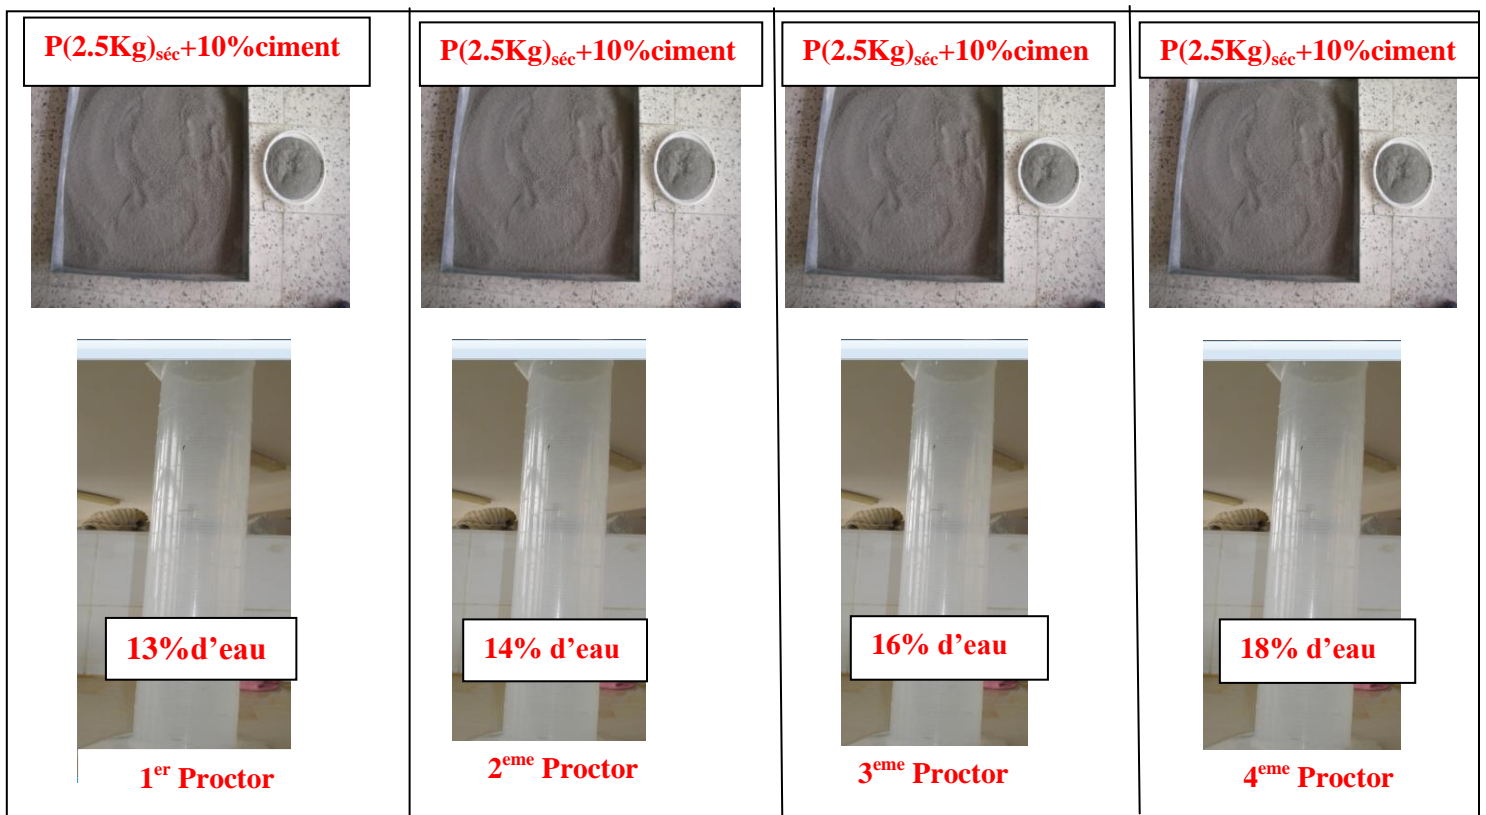 P(2.5Kg)séc+10%ciment
P(2.5Kg)séc+10%ciment
P(2.5Kg)séc+10%cimen
P(2.5Kg)séc+10%ciment
13%d’eau
14% d’eau
16% d’eau
18% d’eau
1er Proctor
2eme Proctor
3eme Proctor
4eme Proctor